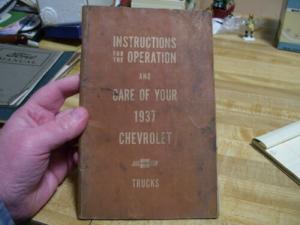 INSTRUCTIONS
FOR THE OPERATION
AND
CARE OF YOUR
1937
CHEVROLET
TRUCKS